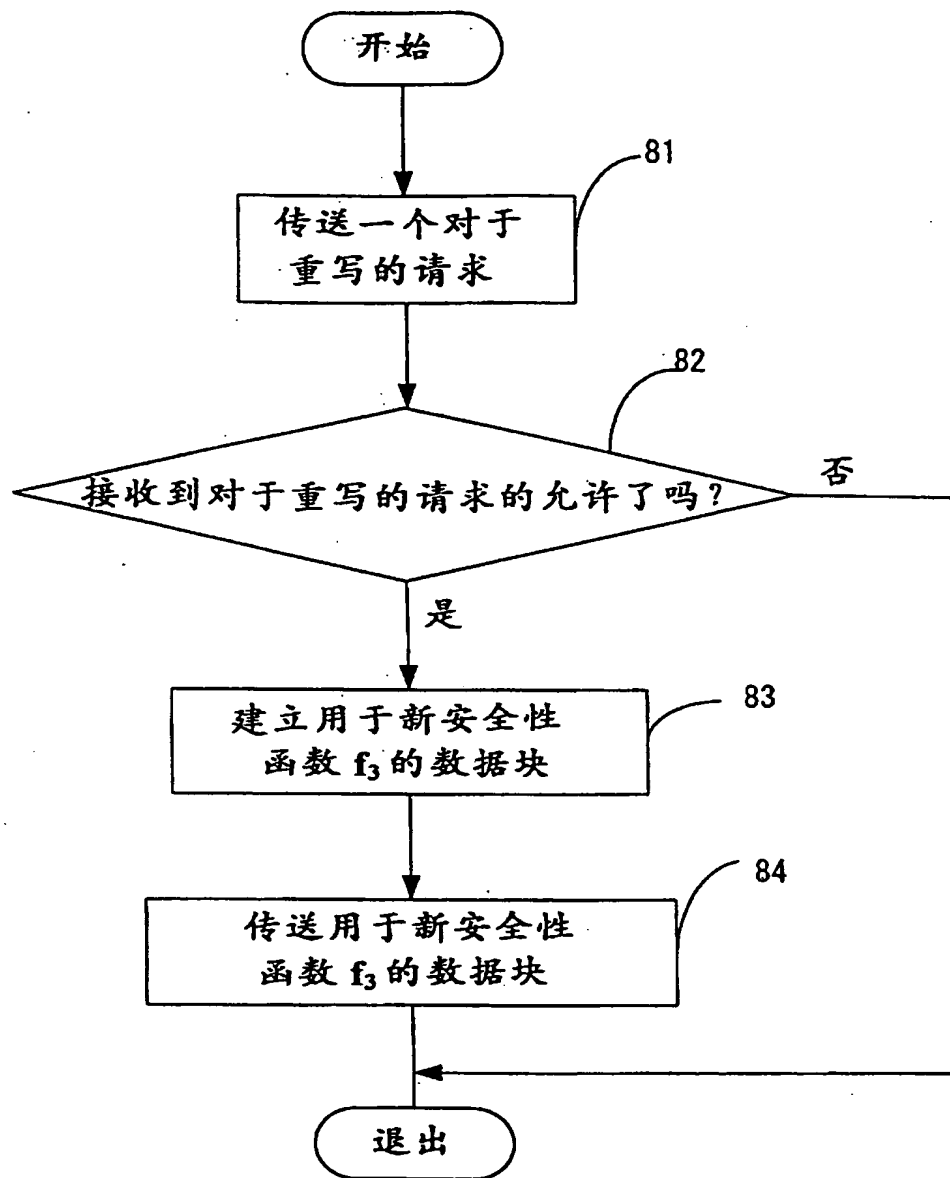 开始
81
传送一个对于
重写的请求
82
接收到对于重写的请求的允许了吗?
否
是
83
建立用于新安全性
函数 f₃ 的数据块
84
传送用于新安全性
函数 f₃ 的数据块
退出